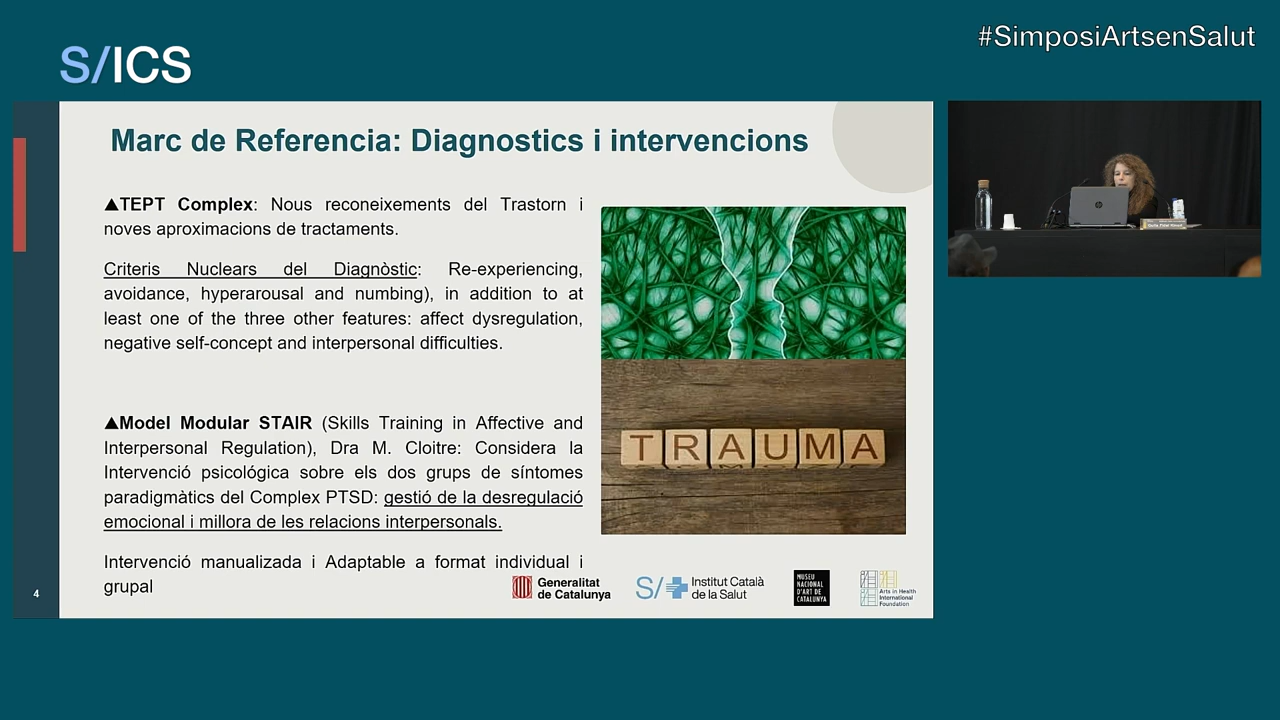 #SimposiArtsenSalut
S/ICS
Marc de Referencia: Diagnostics i intervencions
▲TEPT Complex: Nous reconeixements del Trastorn i
noves aproximacions de tractaments.
Criteris Nuclears del Diagnòstic: Re-experiencing,
avoidance, hyperarousal and numbing), in addition to at
least one of the three other features: affect dysregulation,
negative self-concept and interpersonal difficulties.
▲Model Modular STAIR (Skills Training in Affective and
Interpersonal Regulation), Dra M. Cloitre: Considera la
Intervenció psicológica sobre els dos grups de síntomes
paradigmàtics del Complex PTSD: gestió de la desregulació
emocional i millora de les relacions interpersonals.
Intervenció manualizada i Adaptable a format individual i
grupal
TRAUMA
4
Generalitat
de Catalunya
S/
Institut Català
de la Salut
MUSEU
NACIONAL
D'ART DE
CATALUNYA
Arts in Health
International
Foundation
hp